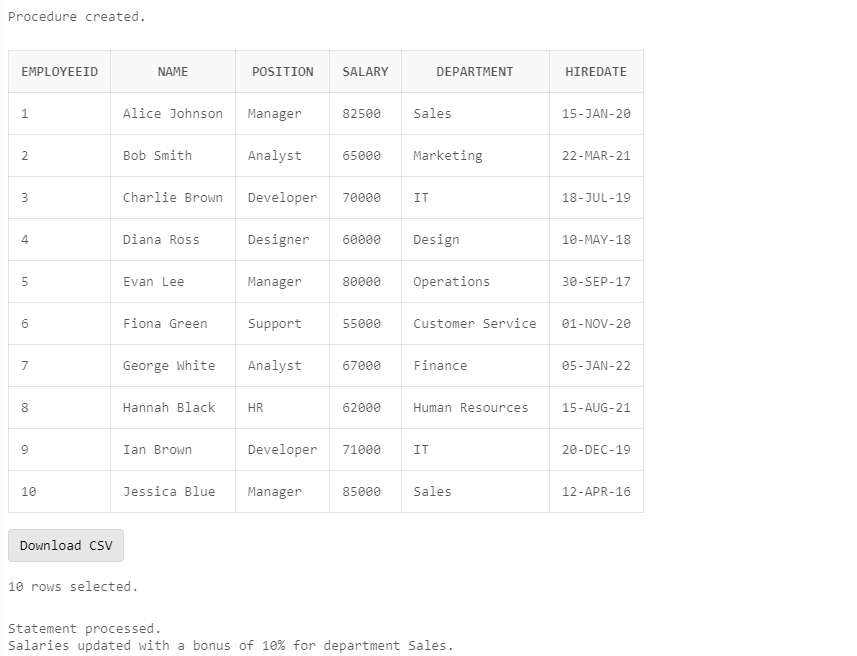 Procedure created.
EMPLOYEEID NAME POSITION SALARY DEPARTMENT HIREDATE
1 Alice Johnson Manager 82500 Sales 15-JAN-20
2 Bob Smith Analyst 65000 Marketing 22-MAR-21
3 Charlie Brown Developer 70000 IT 18-JUL-19
4 Diana Ross Designer 60000 Design 10-MAY-18
5 Evan Lee Manager 80000 Operations 30-SEP-17
6 Fiona Green Support 55000 Customer Service 01-NOV-20
7 George White Analyst 67000 Finance 05-JAN-22
8 Hannah Black HR 62000 Human Resources 15-AUG-21
9 Ian Brown Developer 71000 IT 20-DEC-19
10 Jessica Blue Manager 85000 Sales 12-APR-16
Download CSV
10 rows selected.
Statement processed.
Salaries updated with a bonus of 10% for department Sales.